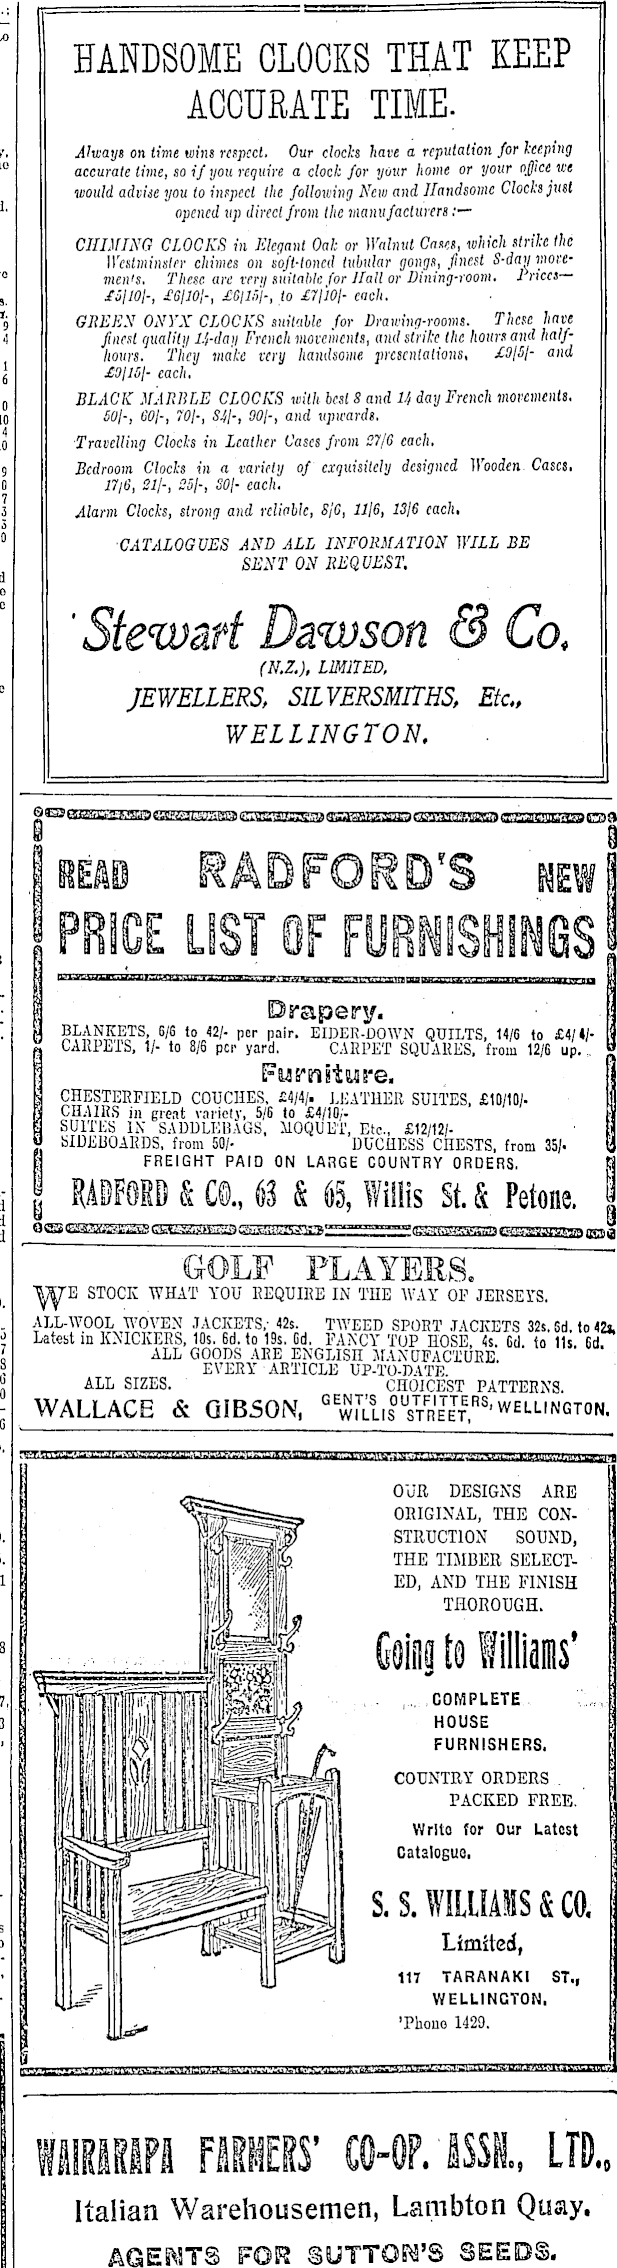 HANDSOME CLOCKS THAT KEEP
ACCURATE TIME.
Always on time wins respect. Our clocks have a reputation for keeping
accurate time, so if you require a clock for your home or your office we
would advise you to inspect the following New and Handsome Clocks just
opened up direct from the manufacturers:—
CHIMING CLOCKS in Elegant Oak or Walnut Cases, which strike the
Westminster chimes on soft-toned tubular gongs, finest 8-day move-
ments. These are very suitable for Hall or Dining-room. Prices—
£5/10/-, £6/10/-, £6/15/-, to £7/10/- each.
GREEN ONYX CLOCKS suitable for Drawing-rooms. These have
finest quality 14-day French movements, and strike the hours and half-
hours. They make very handsome presentations, £9/5/- and
£9/15/- each.
BLACK MARBLE CLOCKS with best 8 and 14 day French movements.
50/-, 60/-, 70/-, 84/-, 90/-, and upwards.
Travelling Clocks in Leather Cases from 27/6 each.
Bedroom Clocks in a variety of exquisitely designed Wooden Cases.
17/6, 21/-, 25/-, 30/- each.
Alarm Clocks, strong and reliable, 8/6, 11/6, 13/6 each.
CATALOGUES AND ALL INFORMATION WILL BE
SENT ON REQUEST.
Stewart Dawson & Co.
(N.Z.), LIMITED,
JEWELLERS, SILVERSMITHS, Etc.,
WELLINGTON.
READ RADFORD'S NEW
PRICE LIST OF FURNISHINGS
Drapery.
BLANKETS, 6/6 to 42/- per pair. EIDER-DOWN QUILTS, 14/6 to £4/4/-
CARPETS, 1/- to 8/6 per yard. CARPET SQUARES, from 12/6 up.
Furniture.
CHESTERFIELD COUCHES, £4/4/- LEATHER SUITES, £10/10/-
CHAIRS in great variety, 5/6 to £4/10/-
SUITES IN SADDLEBAGS, MOQUET, Etc., £12/12/-
SIDEBOARDS, from 50/- DUCHESS CHESTS, from 35/-
FREIGHT PAID ON LARGE COUNTRY ORDERS.
RADFORD & CO., 63 & 65, Willis St. & Petone.
GOLF PLAYERS.
WE STOCK WHAT YOU REQUIRE IN THE WAY OF JERSEYS.
ALL-WOOL WOVEN JACKETS, 42s. TWEED SPORT JACKETS 32s. 6d. to 42s.
Latest in KNICKERS, 10s. 6d. to 19s. 6d. FANCY TOP HOSE, 4s. 6d. to 11s. 6d.
ALL GOODS ARE ENGLISH MANUFACTURE.
EVERY ARTICLE UP-TO-DATE.
ALL SIZES. CHOICEST PATTERNS.
WALLACE & GIBSON, GENT'S OUTFITTERS, WILLIS STREET, WELLINGTON.
OUR DESIGNS ARE
ORIGINAL, THE CON-
STRUCTION SOUND,
THE TIMBER SELECT-
ED, AND THE FINISH
THOROUGH.
Going to Williams'
COMPLETE
HOUSE
FURNISHERS.
COUNTRY ORDERS
PACKED FREE.
Write for Our Latest
Catalogue.
S. S. WILLIAMS & CO.
Limited,
117 TARANAKI ST.,
WELLINGTON.
'Phone 1429.
WAIRARAPA FARMERS' CO-OP. ASSN., LTD.,
Italian Warehousemen, Lambton Quay.
AGENTS FOR SUTTON'S SEEDS.